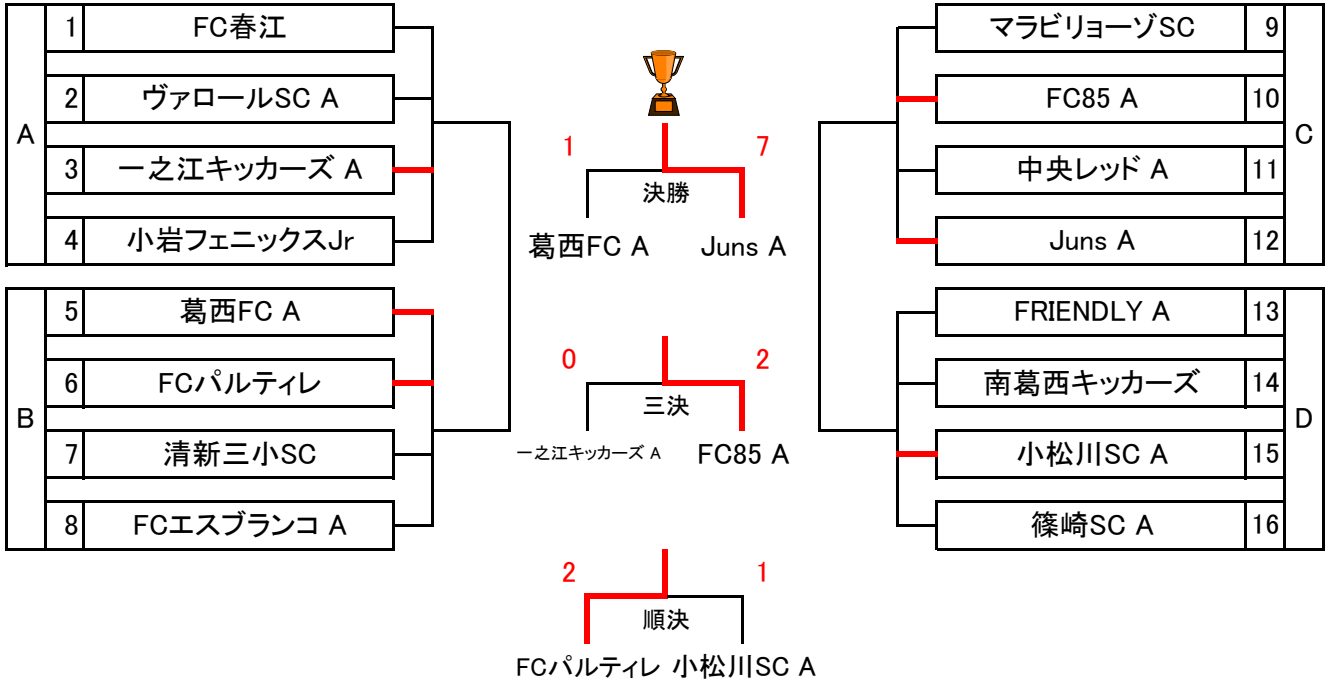 A
1 FC春江
2 ヴァロールSC A
3 一之江キッカーズ A
4 小岩フェニックスJr
B
5 葛西FC A
6 FCパルティレ
7 清新三小SC
8 FCエスブランコ A
1 7
決勝
葛西FC A Juns A
0 2
三決
一之江キッカーズ A FC85 A
2 1
順決
FCパルティレ 小松川SC A
マラビリョーゾSC 9
FC85 A 10
中央レッド A 11
Juns A 12
C
FRIENDLY A 13
南葛西キッカーズ 14
小松川SC A 15
篠崎SC A 16
D